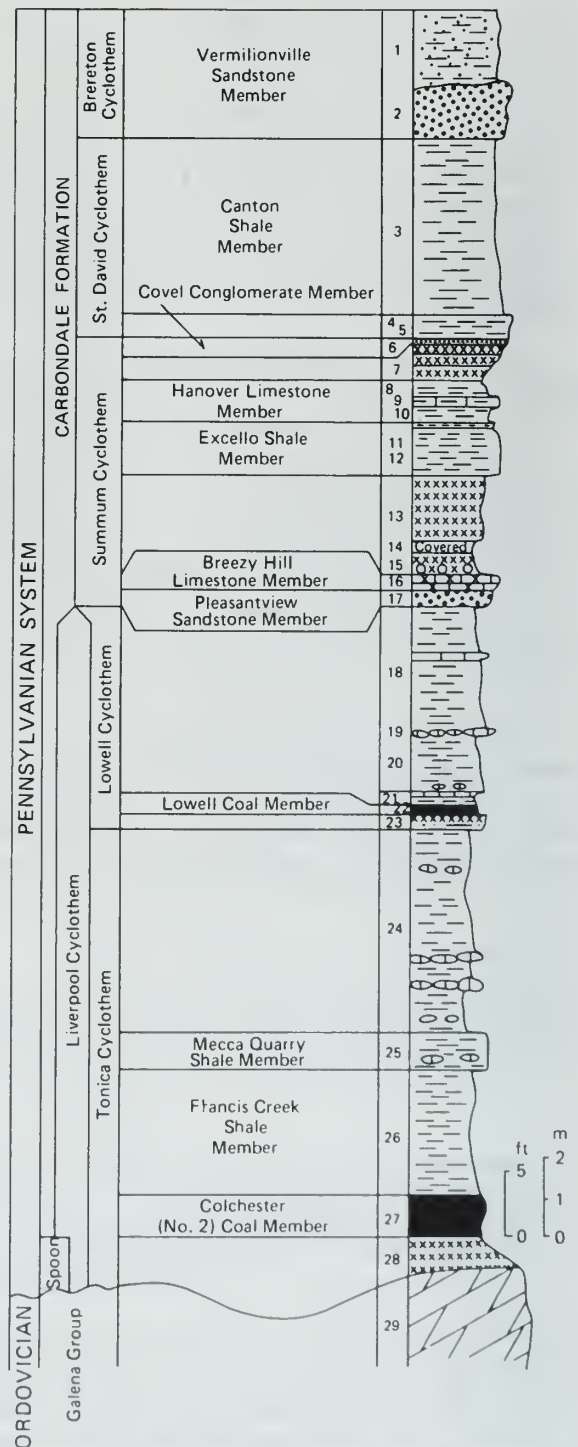 PENNSYLVANIAN SYSTEM
ORDOVICIAN
CARBONDALE FORMATION
Spoon
Galena Group
Brereton
Cyclothem
St. David Cyclothem
Summum Cyclothem
Liverpool Cyclothem
Lowell Cyclothem
Tonica Cyclothem
Vermilionville
Sandstone
Member
1
2
Canton
Shale
Member
3
Covel Conglomerate Member
4
5
6
7
Hanover Limestone
Member
8
9
10
Excello Shale
Member
11
12
13
14
Covered
15
Breezy Hill
Limestone Member
16
Pleasantview
Sandstone Member
17
18
19
20
21
Lowell Coal Member
22
23
24
Mecca Quarry
Shale Member
25
Francis Creek
Shale
Member
26
Colchester
(No. 2) Coal Member
27
28
29
ft
5
0
m
2
1
0